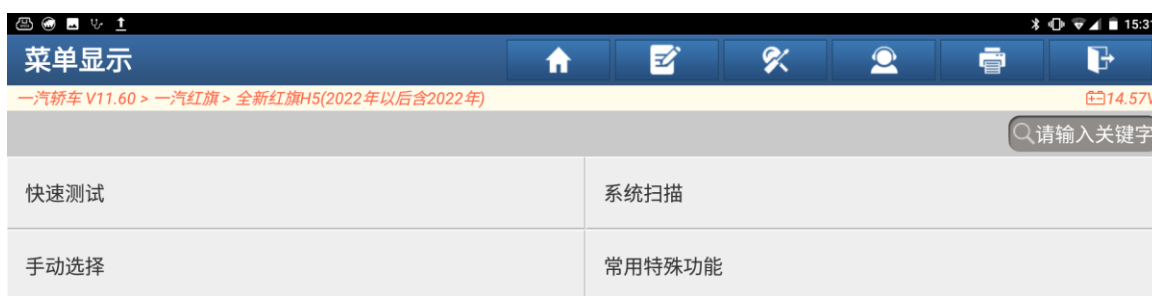 15:31
菜单显示
一汽轿车 V11.60 > 一汽红旗 > 全新红旗H5(2022年以后含2022年) 14.57V
请输入关键字
快速测试 系统扫描
手动选择 常用特殊功能